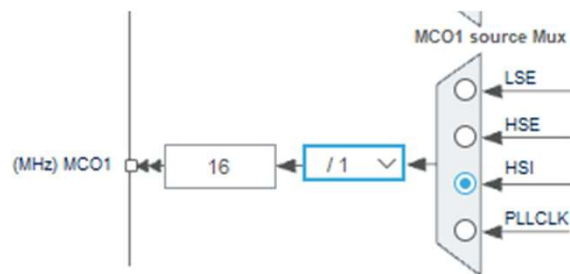 MCO1 source Mux
LSE
HSE
(MHz) MCO1 16 / 1 HSI
PLLCLK